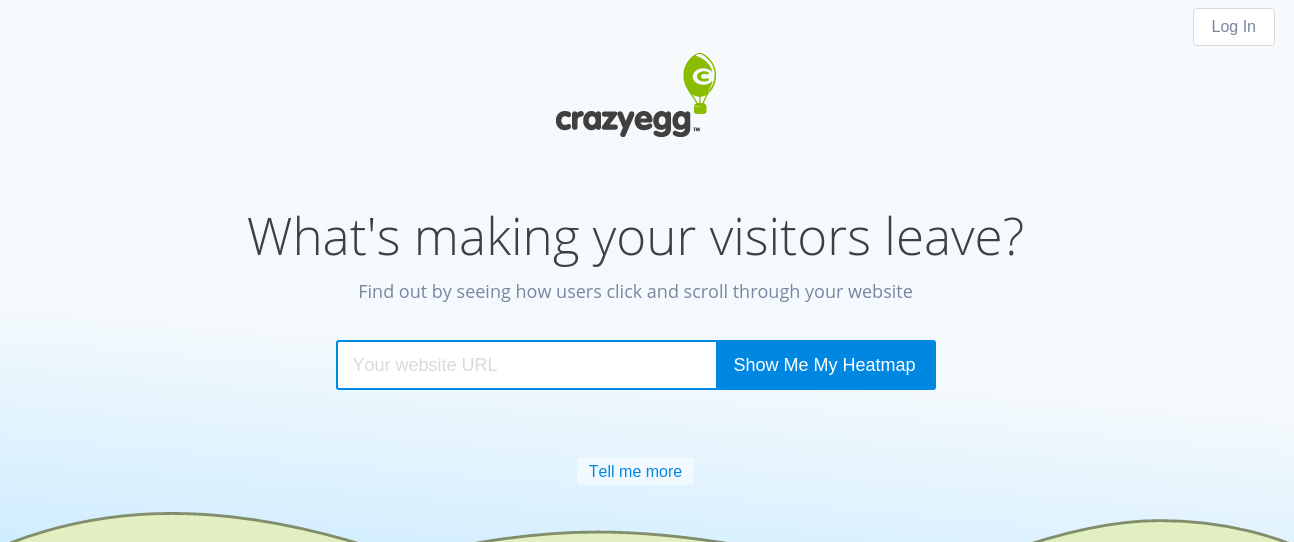 Log In
crazyegg™
What's making your visitors leave?
Find out by seeing how users click and scroll through your website
Your website URL
Show Me My Heatmap
Tell me more